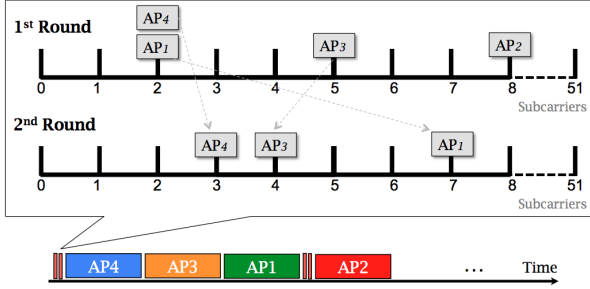 1st Round
AP4
AP1
AP3
AP2
0 1 2 3 4 5 6 7 8 51
Subcarriers
2nd Round
AP4
AP3
AP1
0 1 2 3 4 5 6 7 8 51
Subcarriers
AP4 AP3 AP1 AP2 ... Time